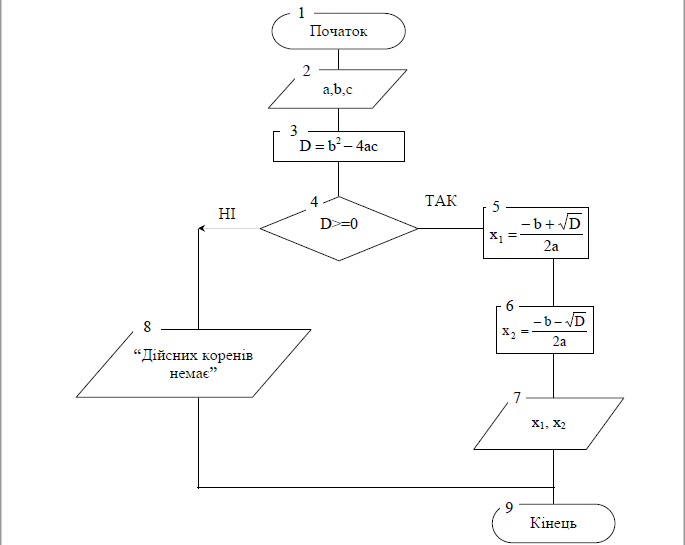 1
Початок
2
a,b,c
3
D = b² – 4ac
4
D>=0
НІ
ТАК
5
x₁ = (–b + √D)/2a
6
x₂ = (–b – √D)/2a
8
“Дійсних коренів
немає”
7
x₁, x₂
9
Кінець